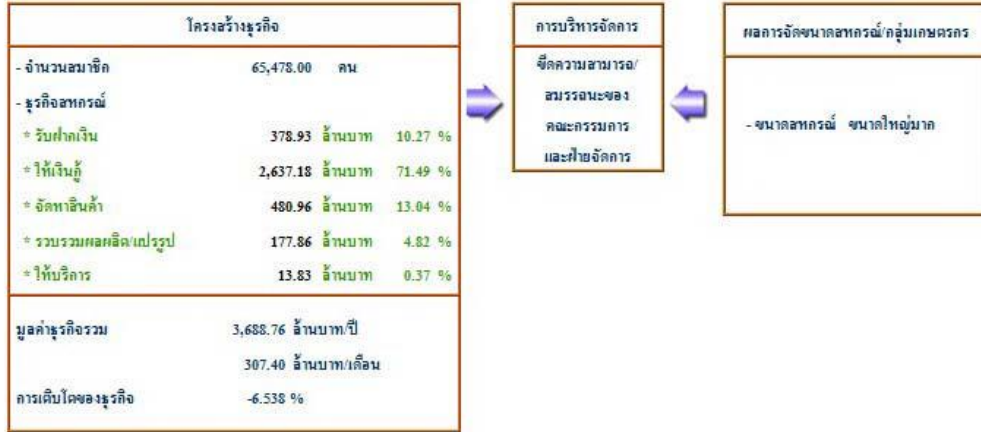 โครงสร้างธุรกิจ
- จำนวนสมาชิก 65,478.00 คน
- ธุรกิจสหกรณ์
* รับฝากเงิน 378.93 ล้านบาท 10.27 %
* ให้เงินกู้ 2,637.18 ล้านบาท 71.49 %
* จัดหาสินค้า 480.96 ล้านบาท 13.04 %
* รวบรวมผลผลิต/แปรรูป 177.86 ล้านบาท 4.82 %
* ให้บริการ 13.83 ล้านบาท 0.37 %
มูลค่าธุรกิจรวม 3,688.76 ล้านบาท/ปี
307.40 ล้านบาท/เดือน
การเติบโตของธุรกิจ -6.538 %
การบริหารจัดการ
ขีดความสามารถ/
สมรรถนะของ
คณะกรรมการ
และฝ่ายจัดการ
ผลการจัดขนาดสหกรณ์/กลุ่มเกษตรกร
- ขนาดสหกรณ์ ขนาดใหญ่มาก